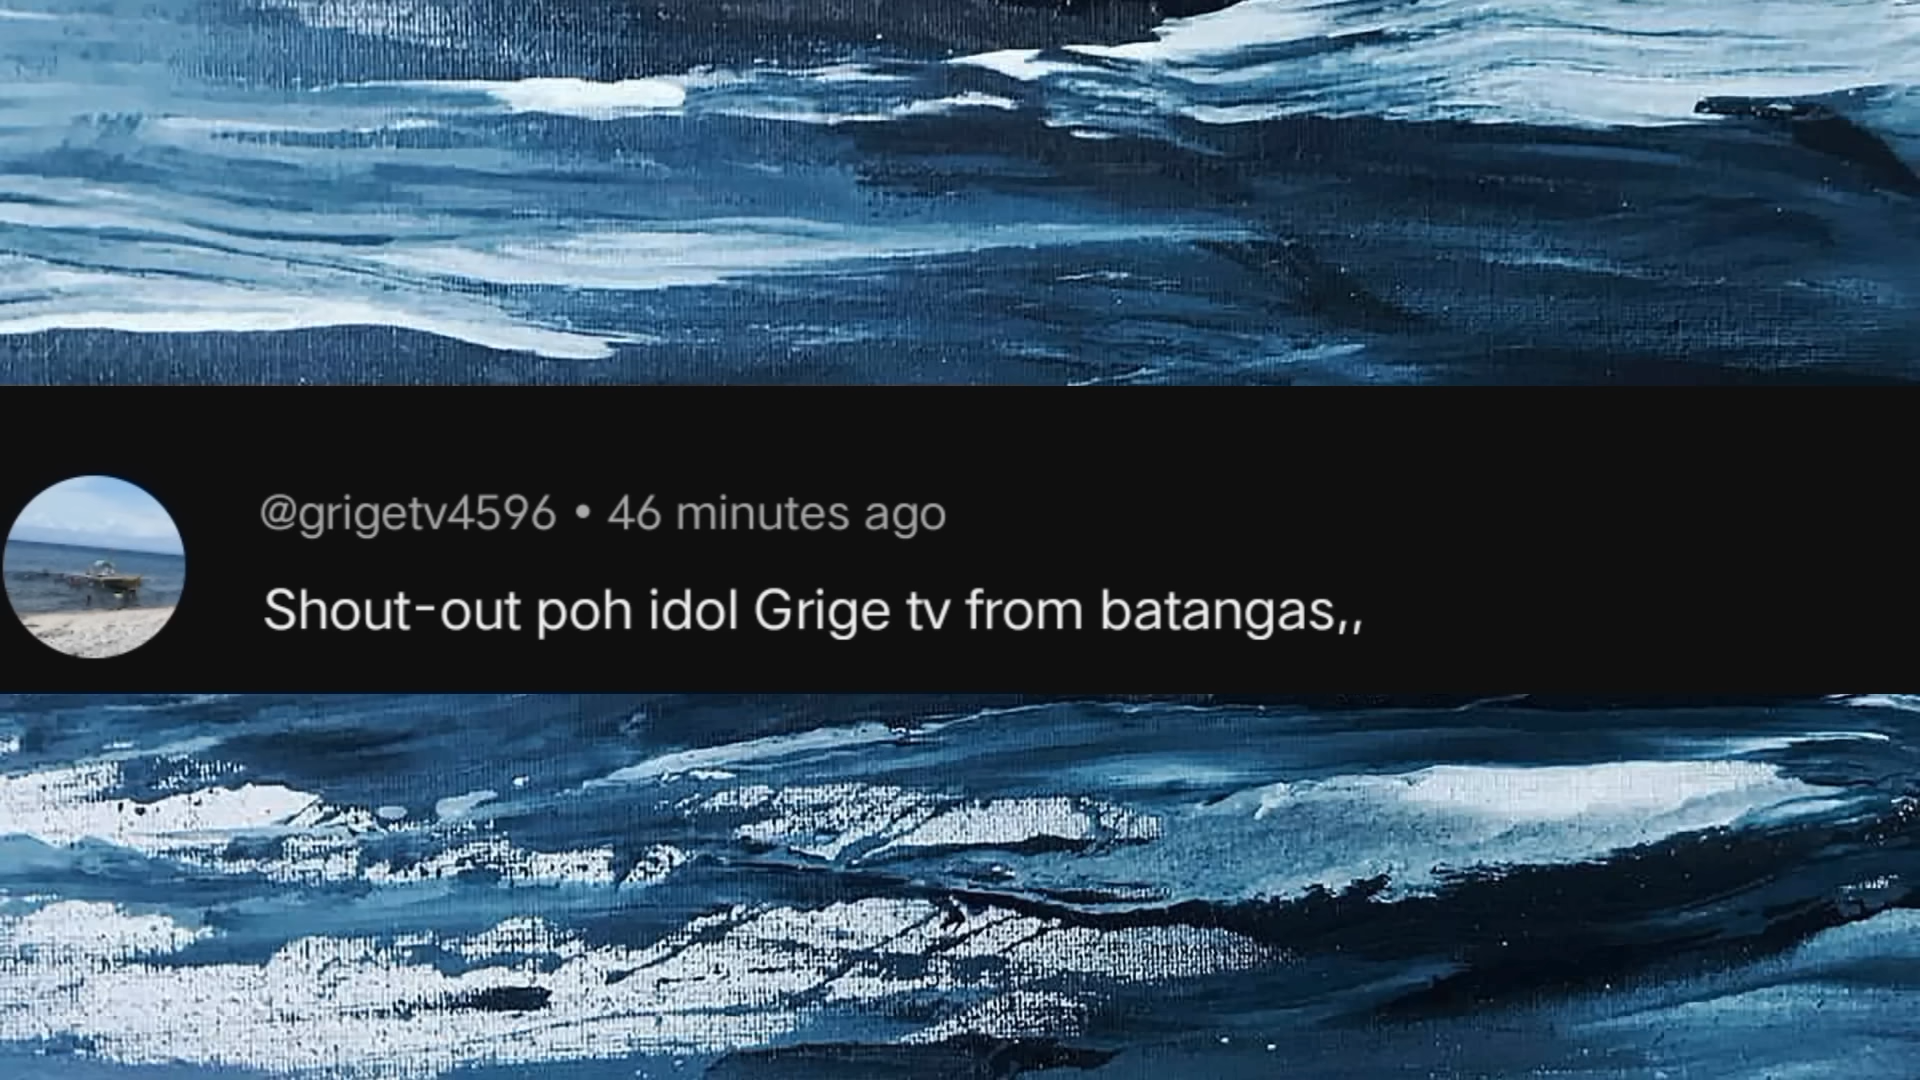 @grigetv4596 • 46 minutes ago
Shout-out poh idol Grige tv from batangas,,